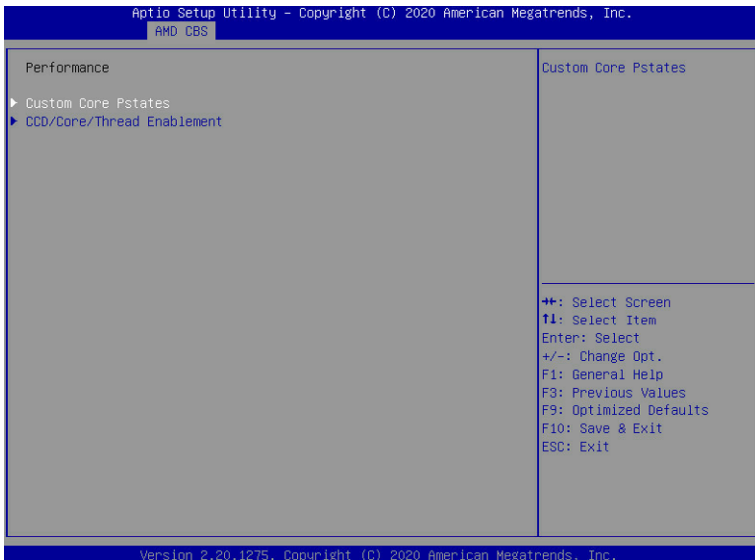 Aptio Setup Utility – Copyright (C) 2020 American Megatrends, Inc.
AMD CBS
Performance
Custom Core Pstates
CCD/Core/Thread Enablement
Custom Core Pstates
→←: Select Screen
↑↓: Select Item
Enter: Select
+/-: Change Opt.
F1: General Help
F3: Previous Values
F9: Optimized Defaults
F10: Save & Exit
ESC: Exit
Version 2.20.1275. Copyright (C) 2020 American Megatrends, Inc.